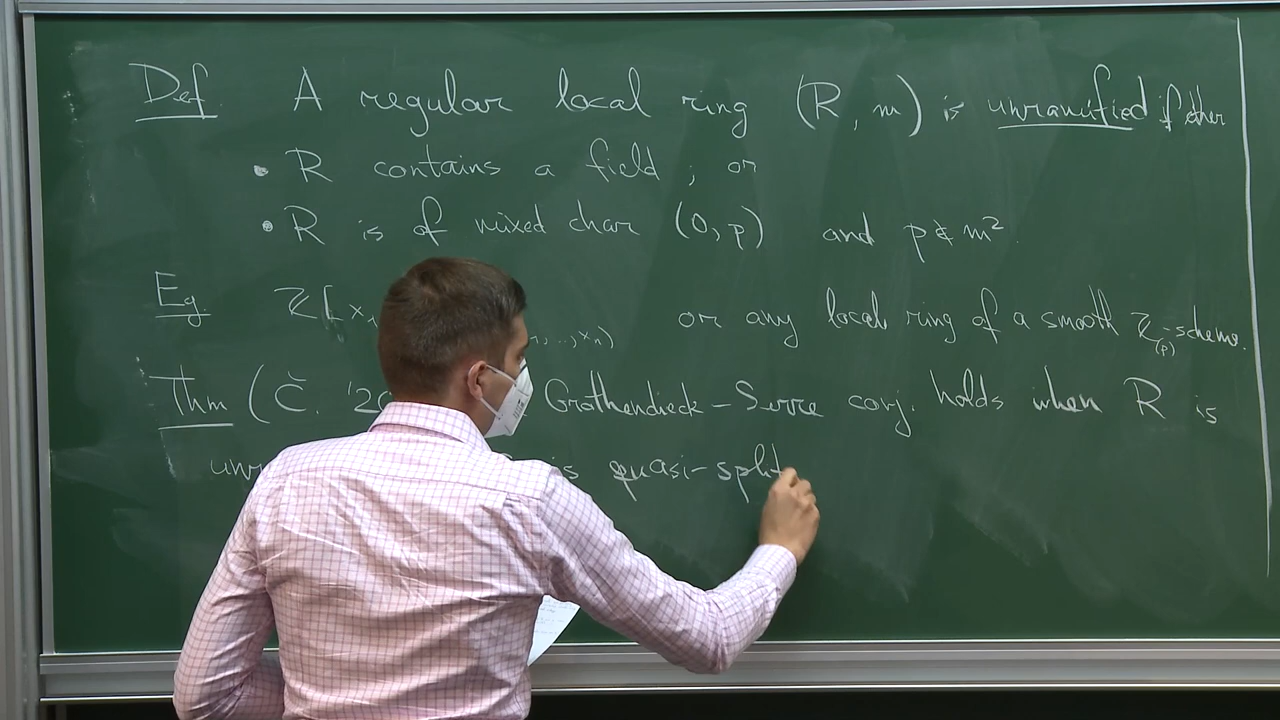 Def. A regular local ring (R, m) is unramified if either
• R contains a field ; or
• R is of mixed char (0, p) and p ∉ m².
Eg. ℤ[x₁ ,..,xₙ) or any local ring of a smooth ℤ₍ₚ₎-scheme.
Thm (Č. '20 Grothendieck–Serre conj. holds when R is
unr is quasi-split